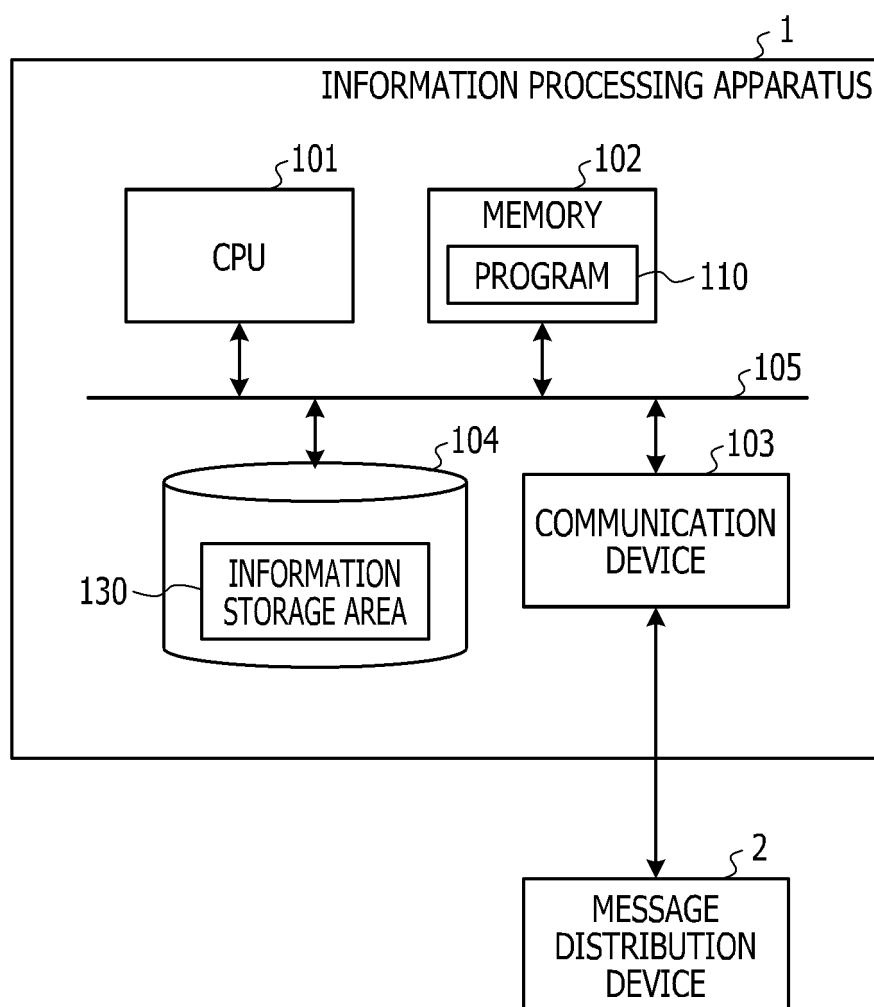 1
INFORMATION PROCESSING APPARATUS
101
CPU
102
MEMORY
PROGRAM
110
105
104
INFORMATION
STORAGE AREA
130
103
COMMUNICATION
DEVICE
2
MESSAGE
DISTRIBUTION
DEVICE